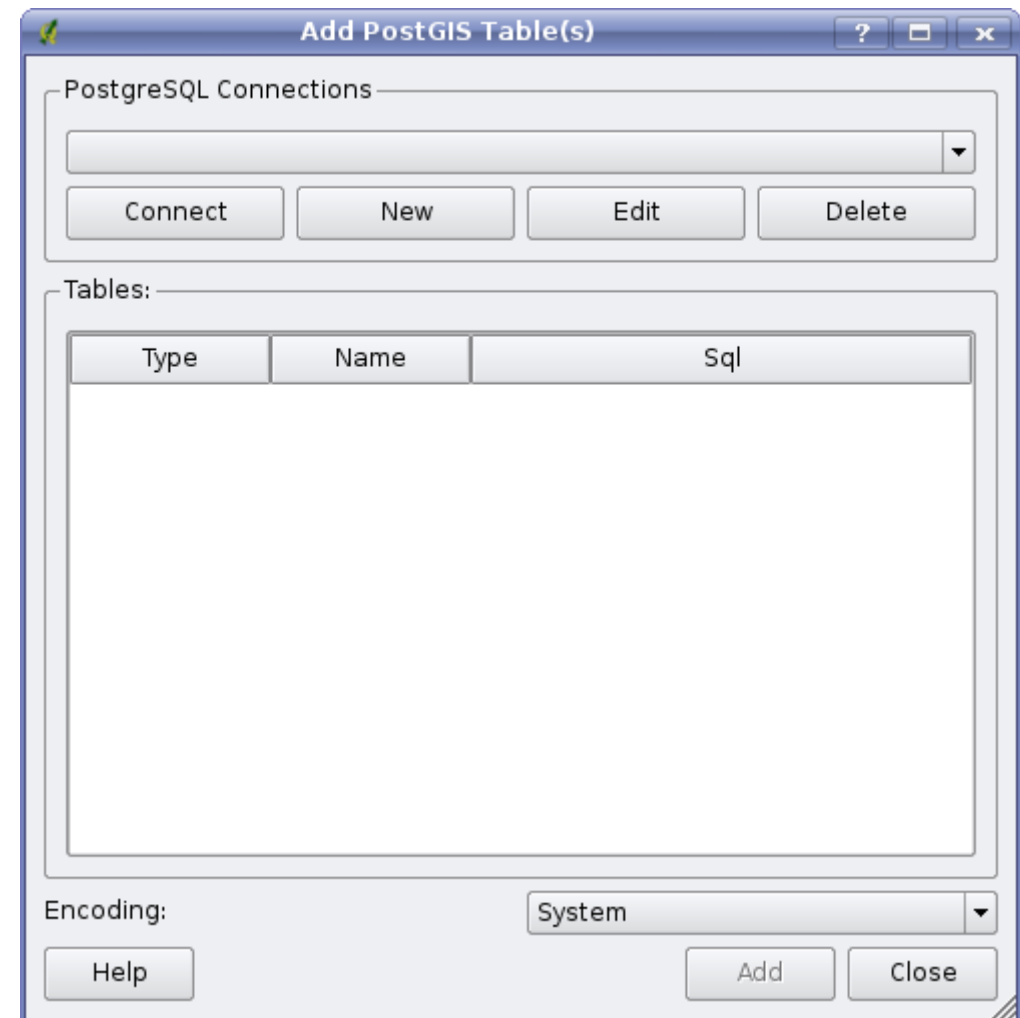 Add PostGIS Table(s)
PostgreSQL Connections
Connect New Edit Delete
Tables:
Type Name Sql
Encoding: System
Help Add Close